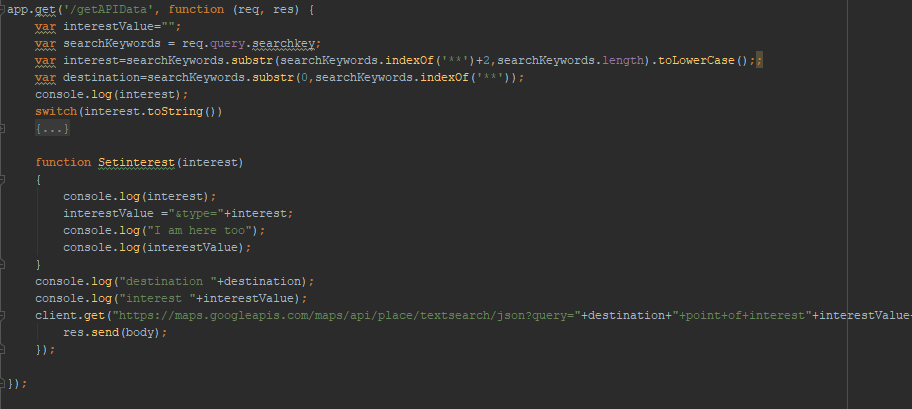 app.get('/getAPIData', function (req, res) {
var interestValue="";
var searchKeywords = req.query.searchkey;
var interest=searchKeywords.substr(searchKeywords.indexOf('**')+2,searchKeywords.length).toLowerCase();;
var destination=searchKeywords.substr(0,searchKeywords.indexOf('**'));
console.log(interest);
switch(interest.toString())
{...}
function Setinterest(interest)
{
console.log(interest);
interestValue ="&type="+interest;
console.log("I am here too");
console.log(interestValue);
}
console.log("destination "+destination);
console.log("interest "+interestValue);
client.get("https://maps.googleapis.com/maps/api/place/textsearch/json?query="+destination+"+point+of+interest"+interestValue+
res.send(body);
});
});